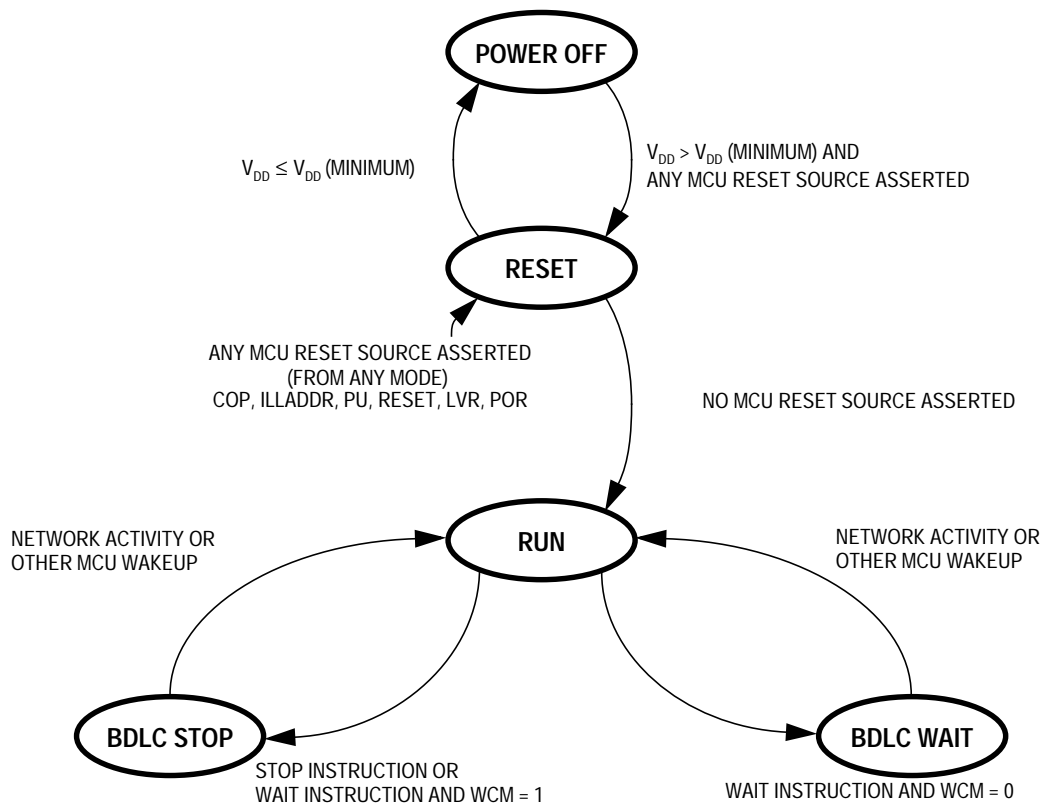 POWER OFF
V_DD ≤ V_DD (MINIMUM)
V_DD > V_DD (MINIMUM) AND
ANY MCU RESET SOURCE ASSERTED
RESET
ANY MCU RESET SOURCE ASSERTED
(FROM ANY MODE)
COP, ILLADDR, PU, RESET, LVR, POR
NO MCU RESET SOURCE ASSERTED
NETWORK ACTIVITY OR
OTHER MCU WAKEUP
RUN
NETWORK ACTIVITY OR
OTHER MCU WAKEUP
BDLC STOP
BDLC WAIT
STOP INSTRUCTION OR
WAIT INSTRUCTION AND WCM = 1
WAIT INSTRUCTION AND WCM = 0